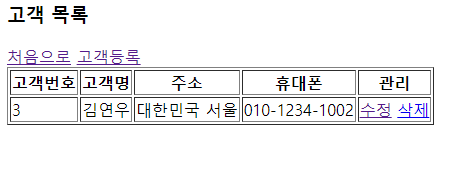 고객 목록
처음으로 고객등록
고객번호 고객명 주소 휴대폰 관리
3 김연우 대한민국 서울 010-1234-1002 수정 삭제